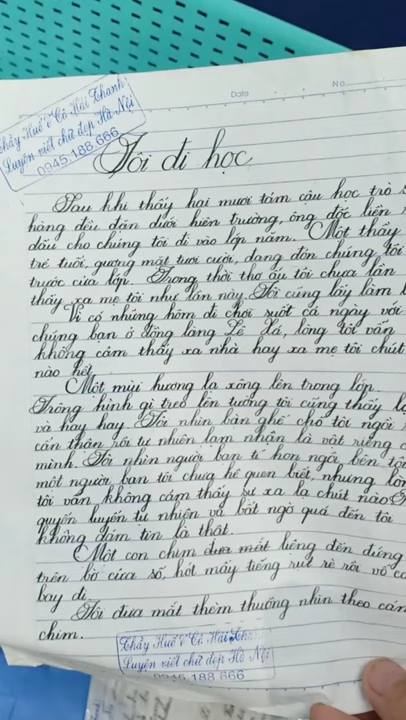 Date
No
Thầy Huế & Cô Hải Thanh
Luyện viết chữ đẹp Hà Nội
0945 188 666
Tôi đi học
Sau khi thấy hai mươi tám cậu học trò
hàng đều đặn dưới hiên trường, ông đốc liền
dấu cho chúng tôi đi vào lớp năm. Một thầy
trẻ tuổi, gương mặt tươi cười, đang đón chúng tôi
trước cửa lớp. Trong thời thơ ấu tôi chưa lần
thấy xa mẹ tôi như lần này. Tôi cũng lấy làm
Vì có những hôm đi chơi suốt cả ngày với
chúng bạn ở đồng làng Lê Xá, lòng tôi vẫn
không cảm thấy xa nhà hay xa mẹ tôi chút
nào hết.
Một mùi hương lạ xông lên trong lớp.
Trông hình gì treo lên tường tôi cũng thấy
và hay hay. Tôi nhìn bàn ghế chỗ tôi ngồi
cẩn thận rồi tự nhiên lạm nhận là vật riêng
mình. Tôi nhìn người bạn tí hon ngồi bên
một người bạn tôi chưa hề quen biết, nhưng
tôi vẫn không cảm thấy sự xa lạ chút nào.
quyến luyến tự nhiên và bất ngờ quá đến tôi
không dám tin là thật.
Một con chim đưa mắt liệng đến đứng
trên bờ cửa sổ, hót mấy tiếng rụt rè rồi vỗ
bay đi.
Tôi đưa mắt thèm thuồng nhìn theo cánh
chim.
Thầy Huế & Cô Hải
Luyện viết chữ đẹp Hà Nội
0945 188 666